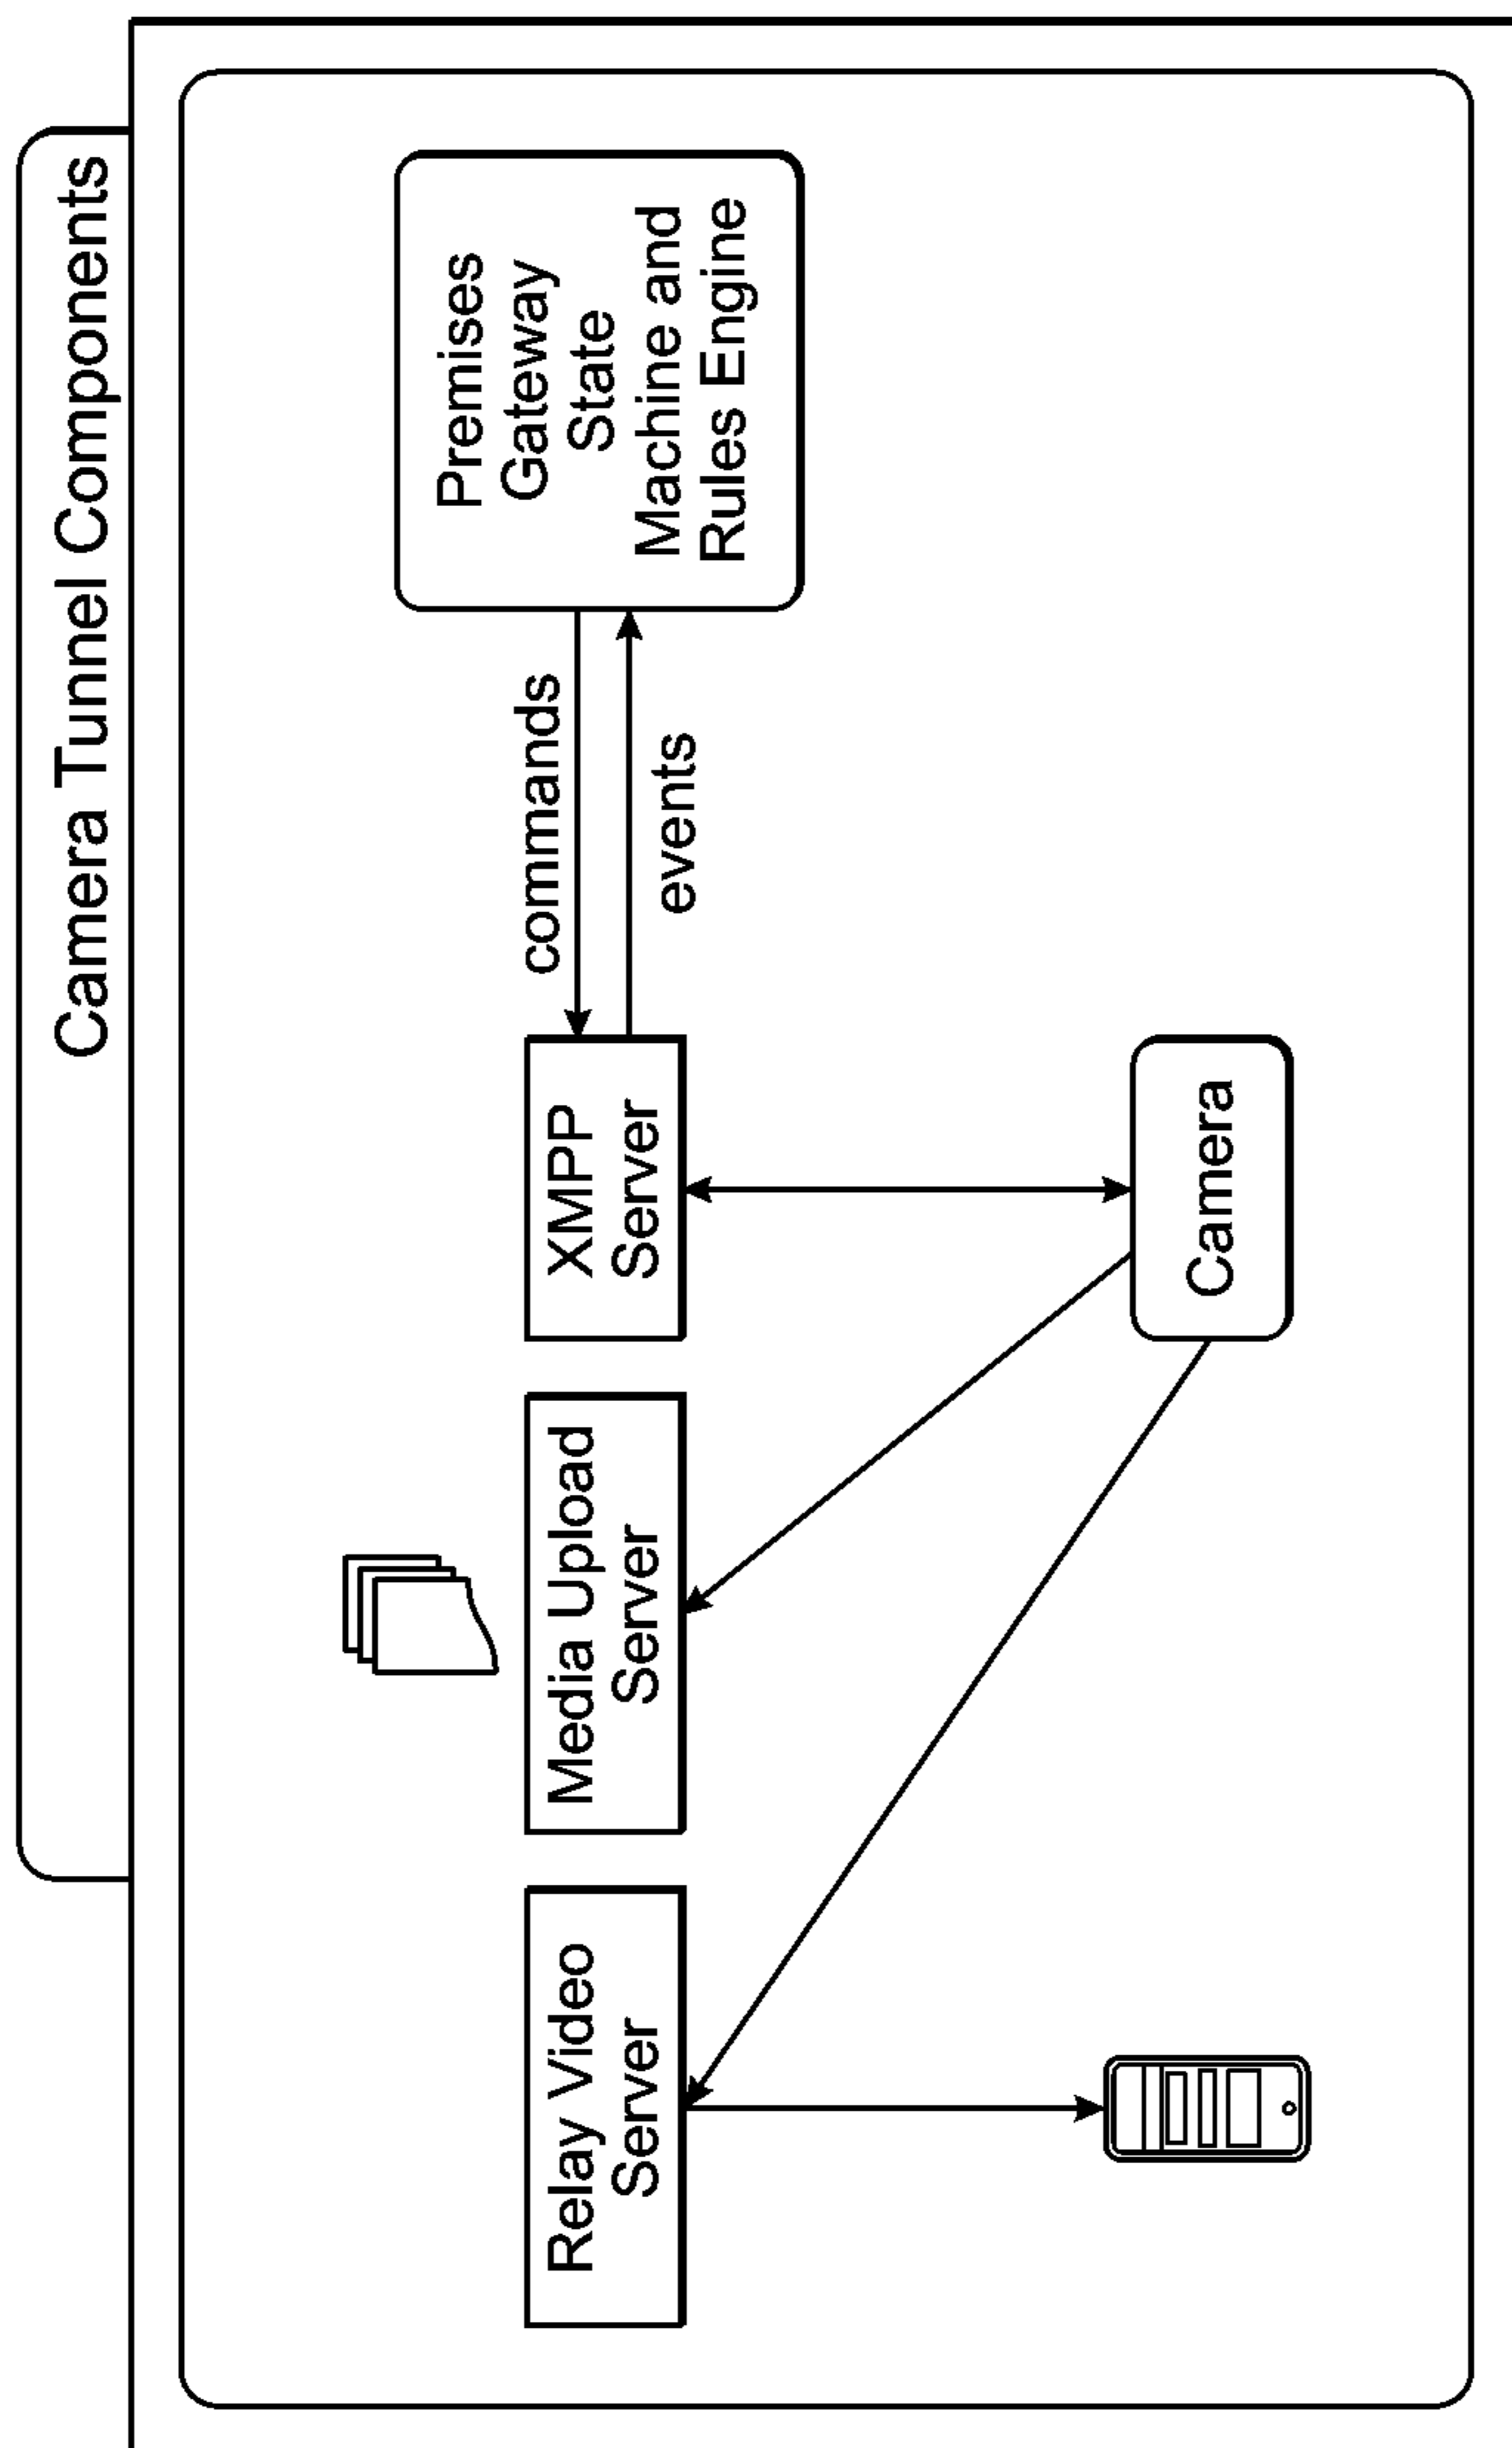 Camera Tunnel Components
Relay Video
Server
Media Upload
Server
XMPP
Server
commands
events
Premises
Gateway
State
Machine and
Rules Engine
Camera